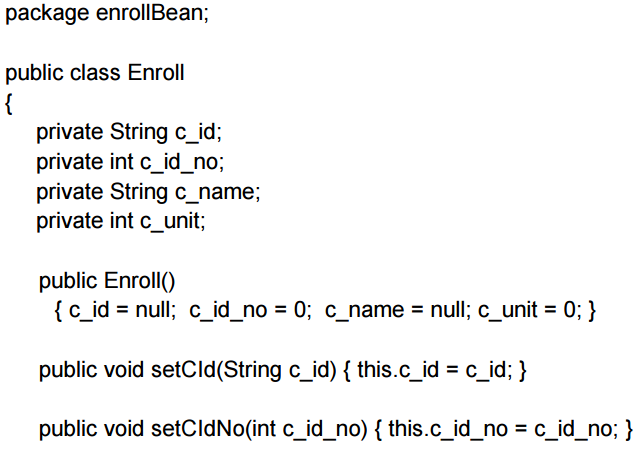 package enrollBean;
public class Enroll
{
private String c_id;
private int c_id_no;
private String c_name;
private int c_unit;
public Enroll()
{ c_id = null; c_id_no = 0; c_name = null; c_unit = 0; }
public void setCId(String c_id) { this.c_id = c_id; }
public void setCIdNo(int c_id_no) { this.c_id_no = c_id_no; }